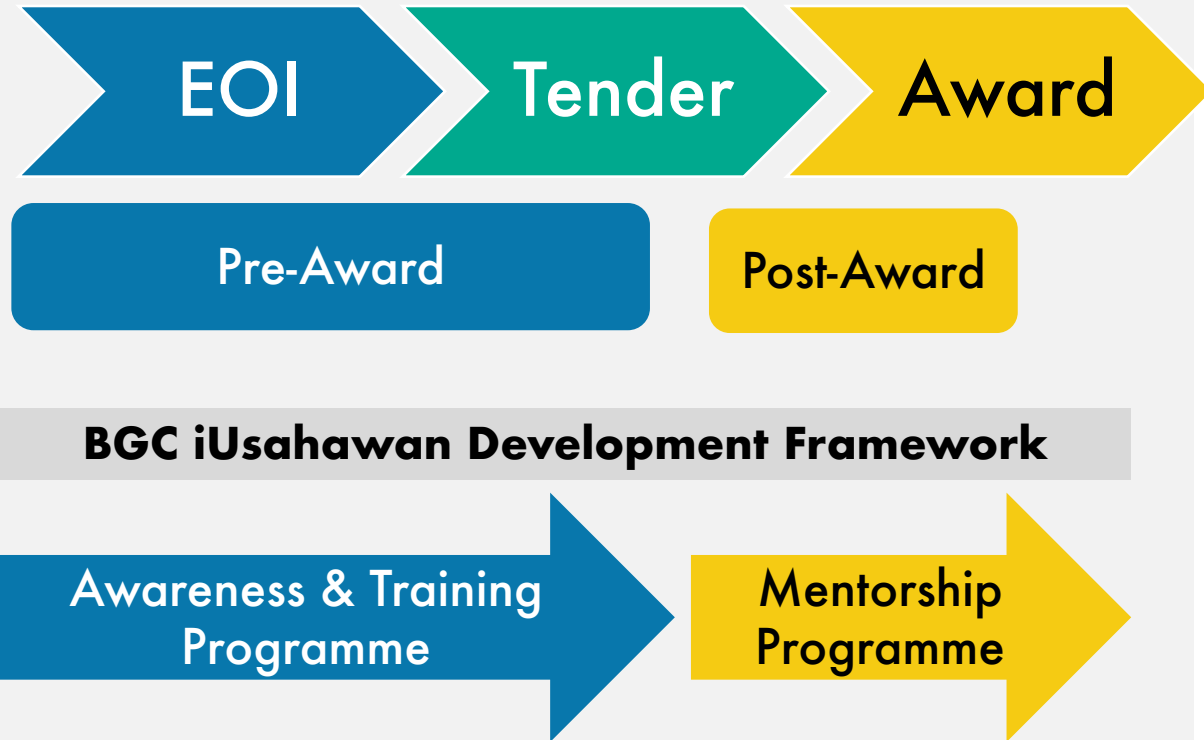 EOI
Tender
Award
Pre-Award
Post-Award
BGC iUsahawan Development Framework
Awareness & Training
Programme
Mentorship
Programme